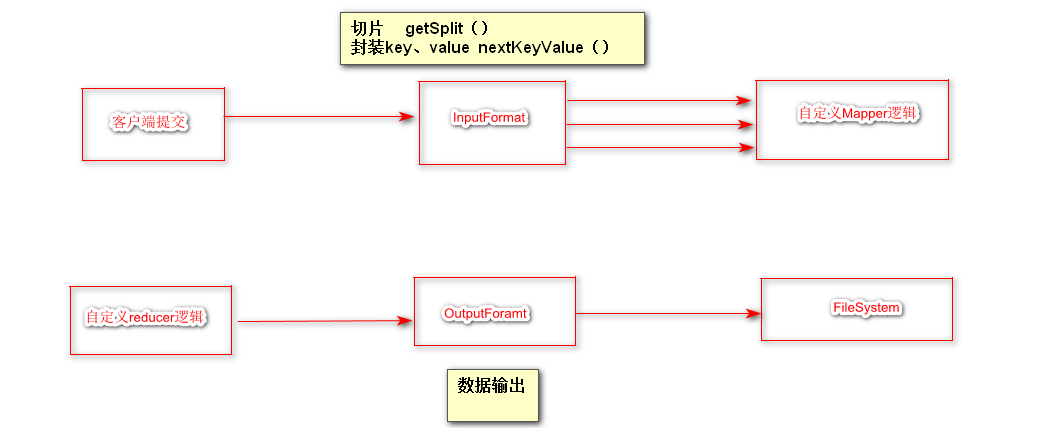 切片 getSplit（）
封装key、value nextKeyValue（）
客户端提交
InputFormat
自定义Mapper逻辑
自定义reducer逻辑
OutputForamt
FileSystem
数据输出